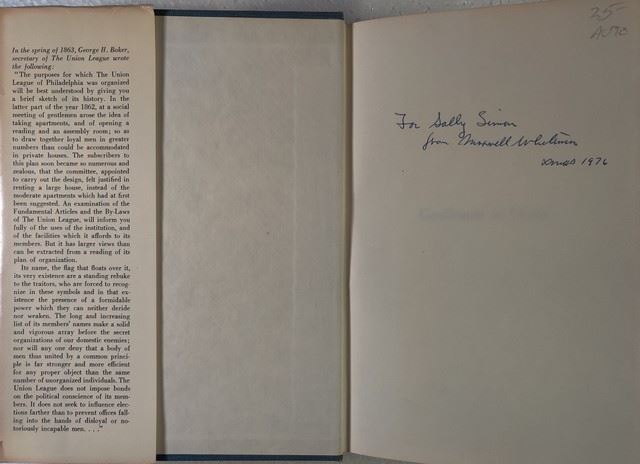 In the spring of 1863, George H. Boker,
secretary of The Union League wrote
the following:
"The purposes for which The Union
League of Philadelphia was organized
will be best understood by giving you
a brief sketch of its history. In the
latter part of the year 1862, at a social
meeting of gentlemen arose the idea of
taking apartments, and of opening a
reading and an assembly room; so as
to draw together loyal men in greater
numbers than could be accommodated
in private houses. The subscribers to
this plan soon became so numerous and
zealous, that the committee, appointed
to carry out the design, felt justified in
renting a large house, instead of the
moderate apartments which had at first
been suggested. An examination of the
Fundamental Articles and the By-Laws
of The Union League, will inform you
fully of the uses of the institution, and
of the facilities which it affords to its
members. But it has larger views than
can be extracted from a reading of its
plan of organization.
Its name, the flag that floats over it,
its very existence are a standing rebuke
to the traitors, who are forced to recog-
nize in these symbols and in that ex-
istence the presence of a formidable
power which they can neither deride
nor weaken. The long and increasing
list of its members' names make a solid
and vigorous array before the secret
organizations of our domestic enemies;
nor will any one deny that a body of
men thus united by a common princi-
ple is far stronger and more efficient
for any proper object than the same
number of unorganized individuals. The
Union League does not impose bonds
on the political conscience of its mem-
bers. It does not seek to influence elec-
tions farther than to prevent offices fall-
ing into the hands of disloyal or no-
toriously incapable men. . . ."
25-
AUTO
For Sally Simon
from Maxwell Whiteman
Xmas 1976